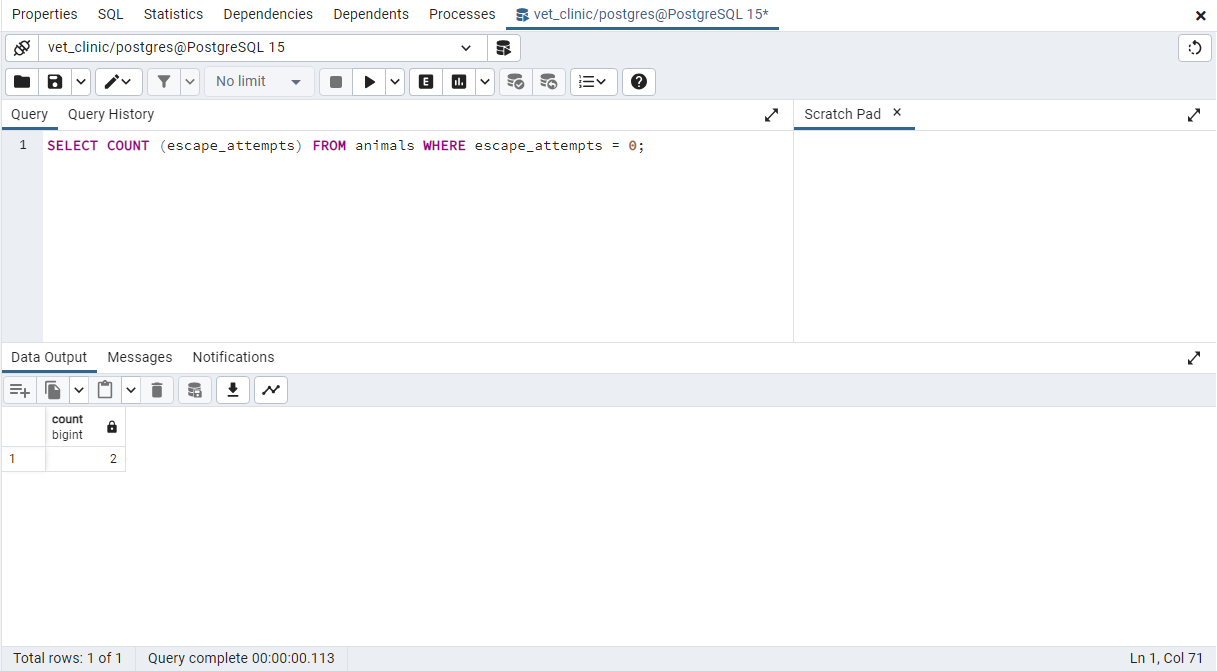 Properties SQL Statistics Dependencies Dependents Processes vet_clinic/postgres@PostgreSQL 15*
vet_clinic/postgres@PostgreSQL 15
No limit E
Query Query History Scratch Pad
1 SELECT COUNT (escape_attempts) FROM animals WHERE escape_attempts = 0;
Data Output Messages Notifications
count
bigint
1 2
Total rows: 1 of 1 Query complete 00:00:00.113 Ln 1, Col 71